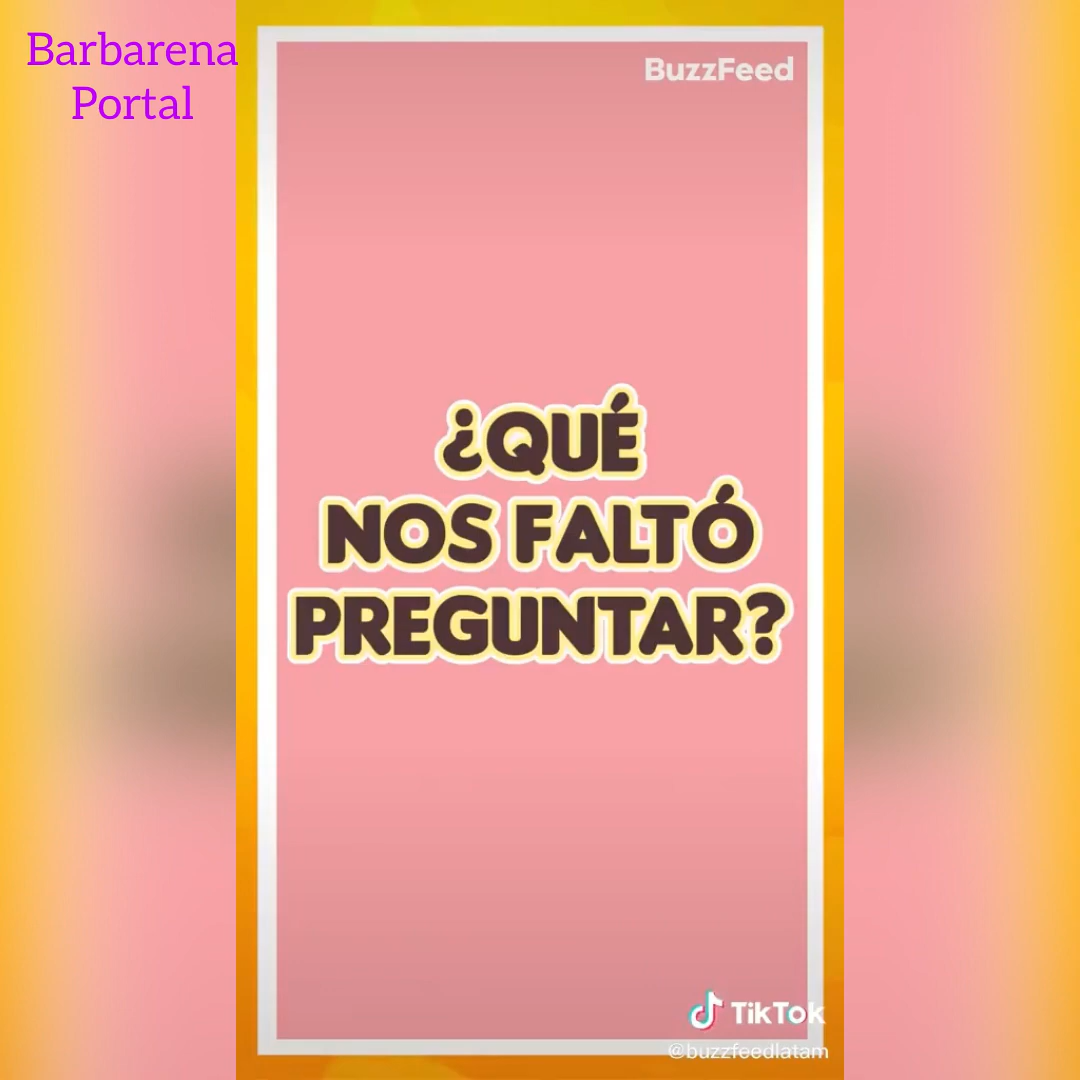 Barbarena
Portal
BuzzFeed
¿QUÉ
NOS FALTÓ
PREGUNTAR?
TikTok
@buzzfeedlatam